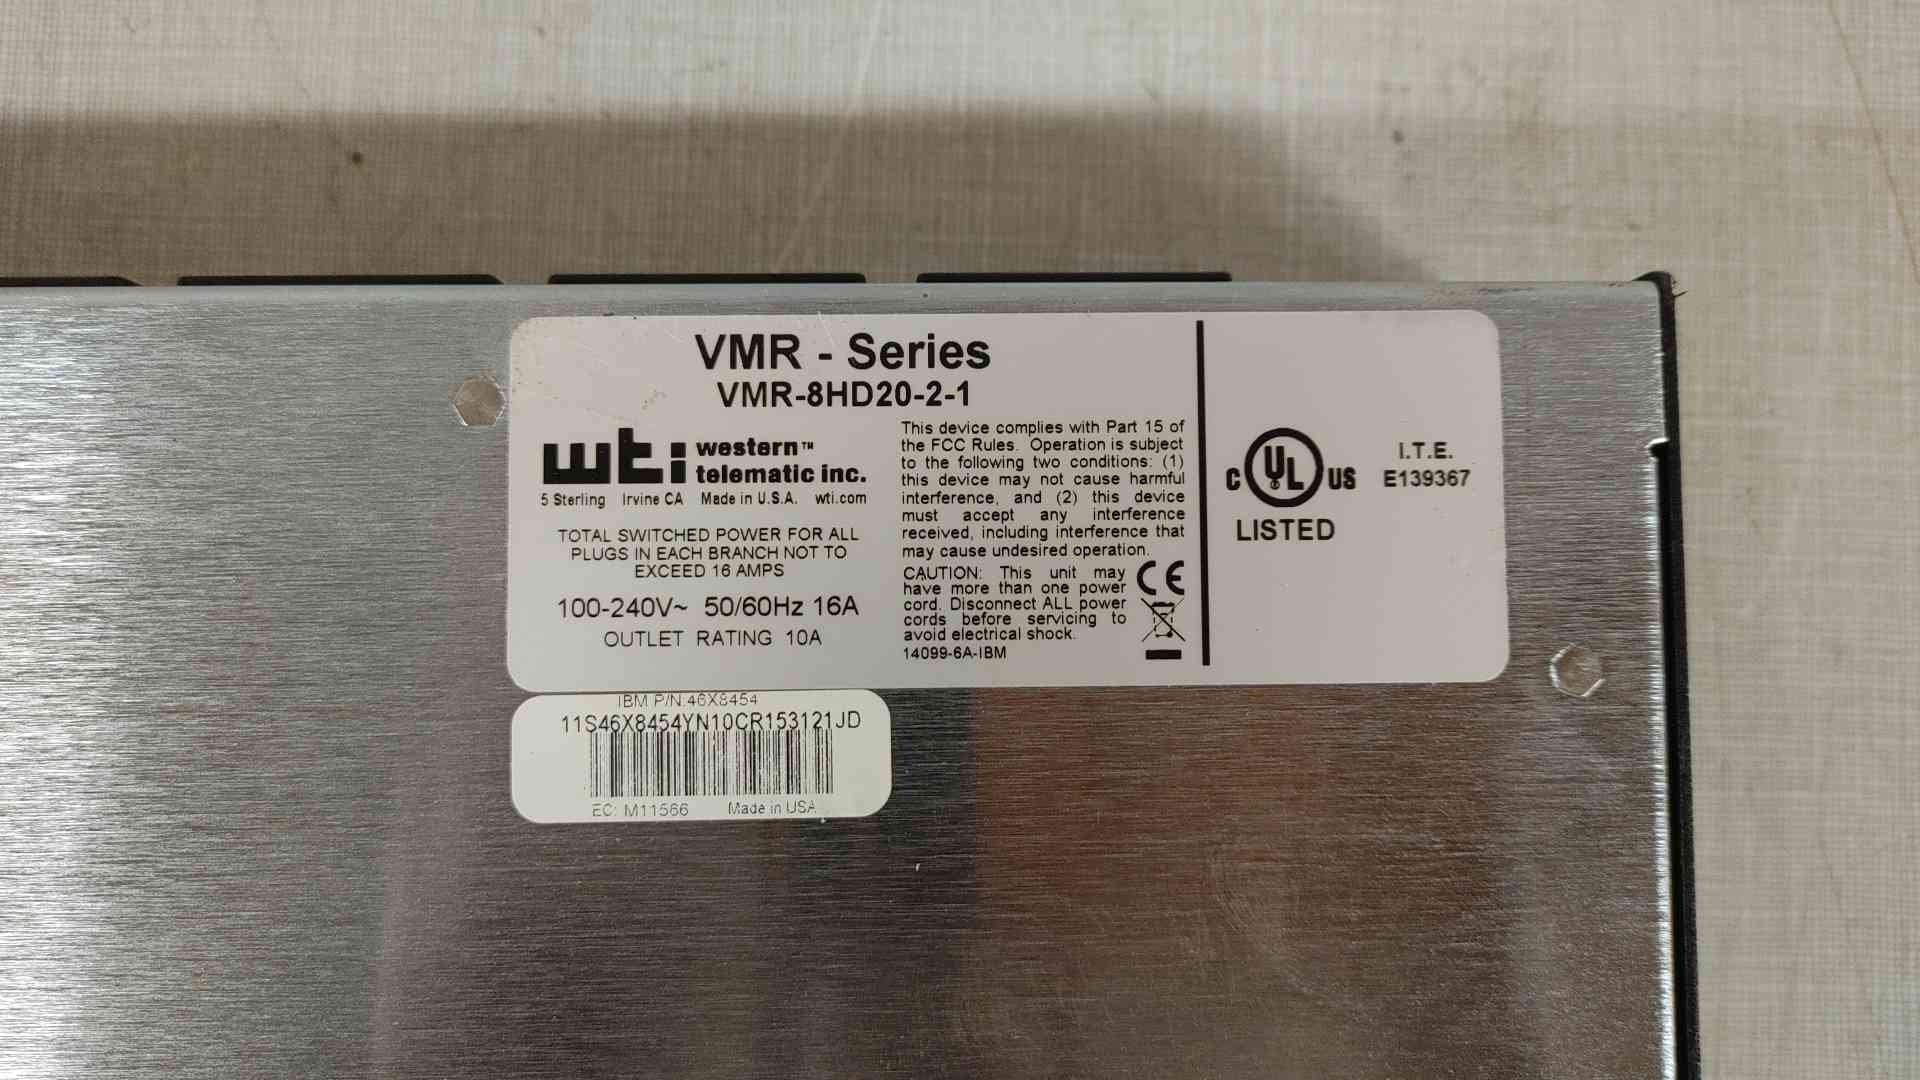 VMR - Series
VMR-8HD20-2-1
wti western™
telematic inc.
5 Sterling Irvine CA Made in U.S.A. wti.com
TOTAL SWITCHED POWER FOR ALL
PLUGS IN EACH BRANCH NOT TO
EXCEED 16 AMPS
100-240V~ 50/60Hz 16A
OUTLET RATING 10A
This device complies with Part 15 of
the FCC Rules. Operation is subject
to the following two conditions: (1)
this device may not cause harmful
interference, and (2) this device
must accept any interference
received, including interference that
may cause undesired operation.
CAUTION: This unit may
have more than one power
cord. Disconnect ALL power
cords before servicing to
avoid electrical shock.
14099-6A-IBM
CE
C UL US
LISTED
I.T.E.
E139367
IBM P/N:46X8454
11S46X8454YN10CR153121JD
EC: M11566 Made in USA